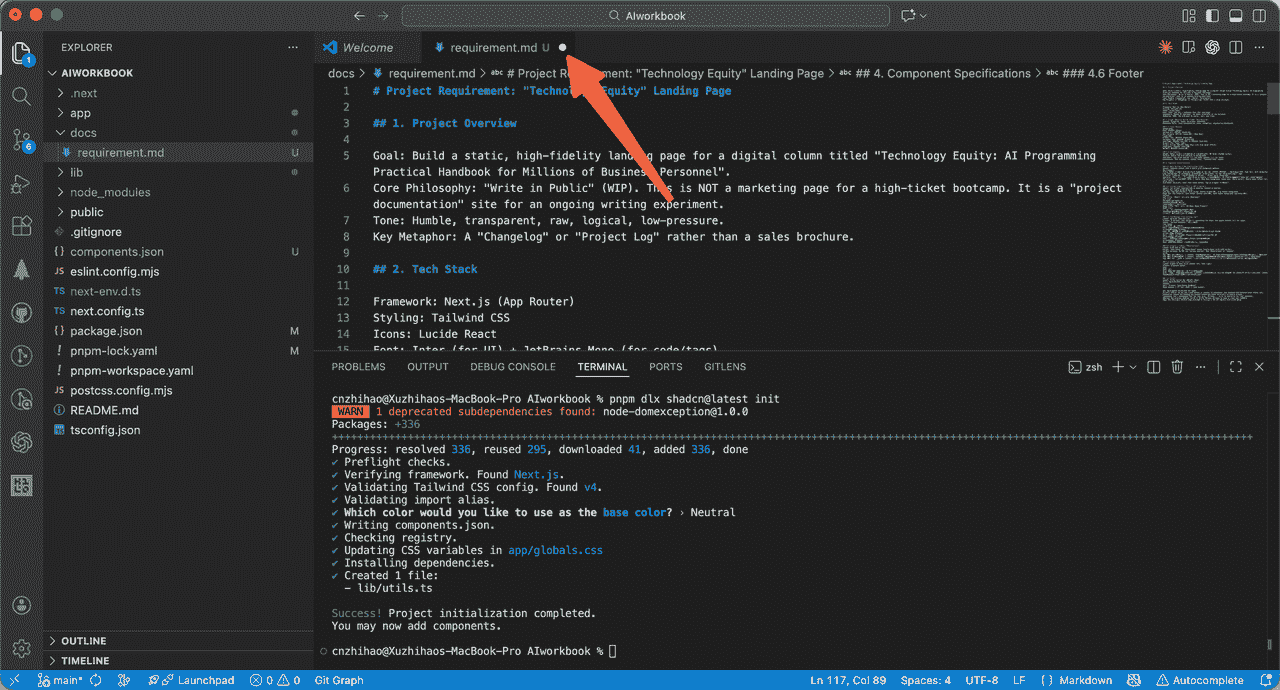 AIworkbook
EXPLORER
Welcome
requirement.md U
docs > requirement.md > # Project Requirement: "Technology Equity" Landing Page > ## 4. Component Specifications > ### 4.6 Footer
AIWORKBOOK
.next
app
docs
requirement.md U
lib
node_modules
public
.gitignore
components.json U
eslint.config.mjs
next-env.d.ts
next.config.ts
package.json M
pnpm-lock.yaml M
pnpm-workspace.yaml
postcss.config.mjs
README.md
tsconfig.json
OUTLINE
TIMELINE
1 # Project Requirement: "Technology Equity" Landing Page
2
3 ## 1. Project Overview
4
5 Goal: Build a static, high-fidelity landing page for a digital column titled "Technology Equity: AI Programming
Practical Handbook for Millions of Business Personnel".
6 Core Philosophy: "Write in Public" (WIP). This is NOT a marketing page for a high-ticket bootcamp. It is a "project
documentation" site for an ongoing writing experiment.
7 Tone: Humble, transparent, raw, logical, low-pressure.
8 Key Metaphor: A "Changelog" or "Project Log" rather than a sales brochure.
9
10 ## 2. Tech Stack
11
12 Framework: Next.js (App Router)
13 Styling: Tailwind CSS
14 Icons: Lucide React
15 Font: Inter (for UI) + JetBrains Mono (for code/tags)
PROBLEMS OUTPUT DEBUG CONSOLE TERMINAL PORTS GITLENS
zsh
cnzhihao@Xuzhihaos-MacBook-Pro AIworkbook % pnpm dlx shadcn@latest init
WARN 1 deprecated subdependencies found: node-domexception@1.0.0
Packages: +336
Progress: resolved 336, reused 295, downloaded 41, added 336, done
✔ Preflight checks.
✔ Verifying framework. Found Next.js.
✔ Validating Tailwind CSS config. Found v4.
✔ Validating import alias.
✔ Which color would you like to use as the base color? › Neutral
✔ Writing components.json.
✔ Checking registry.
✔ Updating CSS variables in app/globals.css
✔ Installing dependencies.
✔ Created 1 file:
- lib/utils.ts
Success! Project initialization completed.
You may now add components.
cnzhihao@Xuzhihaos-MacBook-Pro AIworkbook %
main* Launchpad 0 0 Git Graph Ln 117, Col 89 Spaces: 4 UTF-8 LF {} Markdown Autocomplete